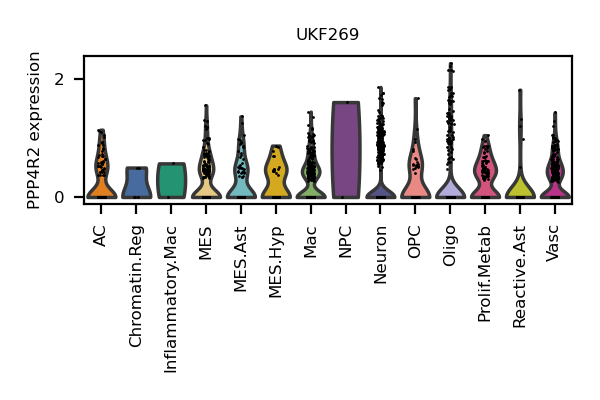 UKF269
PPP4R2 expression
2
0
AC
Chromatin.Reg
Inflammatory.Mac
MES
MES.Ast
MES.Hyp
Mac
NPC
Neuron
OPC
Oligo
Prolif.Metab
Reactive.Ast
Vasc